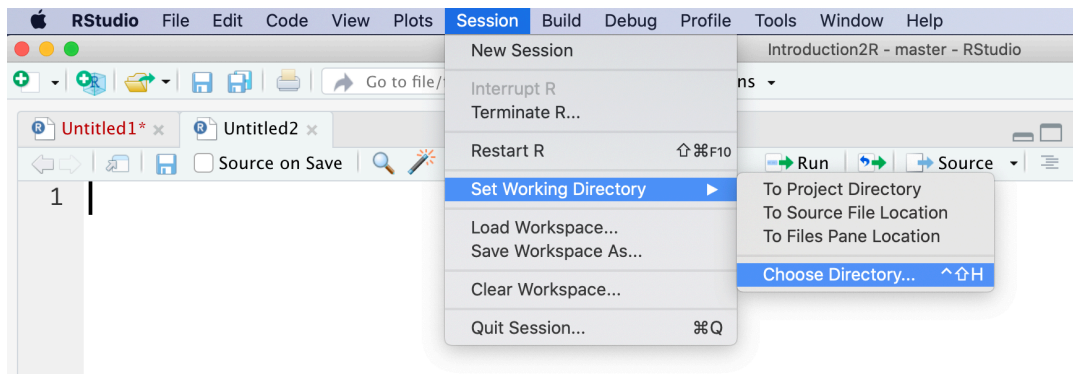 RStudio File Edit Code View Plots Session Build Debug Profile Tools Window Help
Introduction2R - master - RStudio
Go to file/
ns
Untitled1* × Untitled2 ×
Source on Save
Run Source
1
New Session
Interrupt R
Terminate R...
Restart R ⇧⌘F10
Set Working Directory ▶
Load Workspace...
Save Workspace As...
Clear Workspace...
Quit Session... ⌘Q
To Project Directory
To Source File Location
To Files Pane Location
Choose Directory... ^⇧H